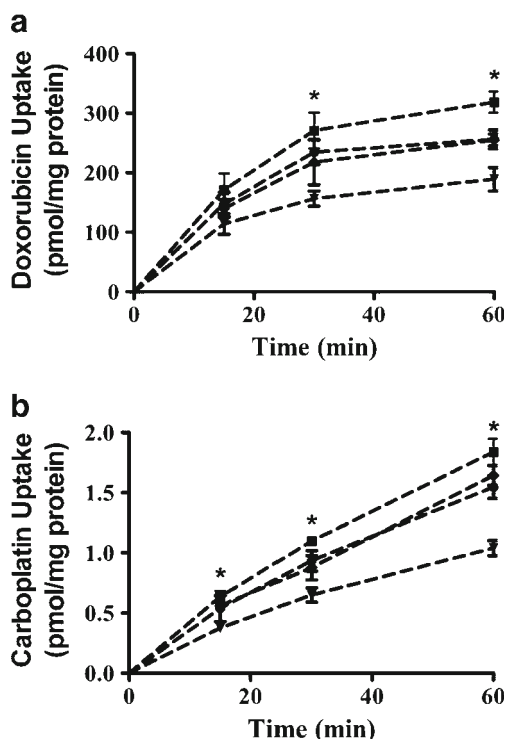 a
Doxorubicin Uptake
(pmol/mg protein)
400
300
200
100
0
*
*
0
20
40
60
Time (min)
b
Carboplatin Uptake
(pmol/mg protein)
2.0
1.5
1.0
0.5
0.0
*
*
*
0
20
40
60
Time (min)